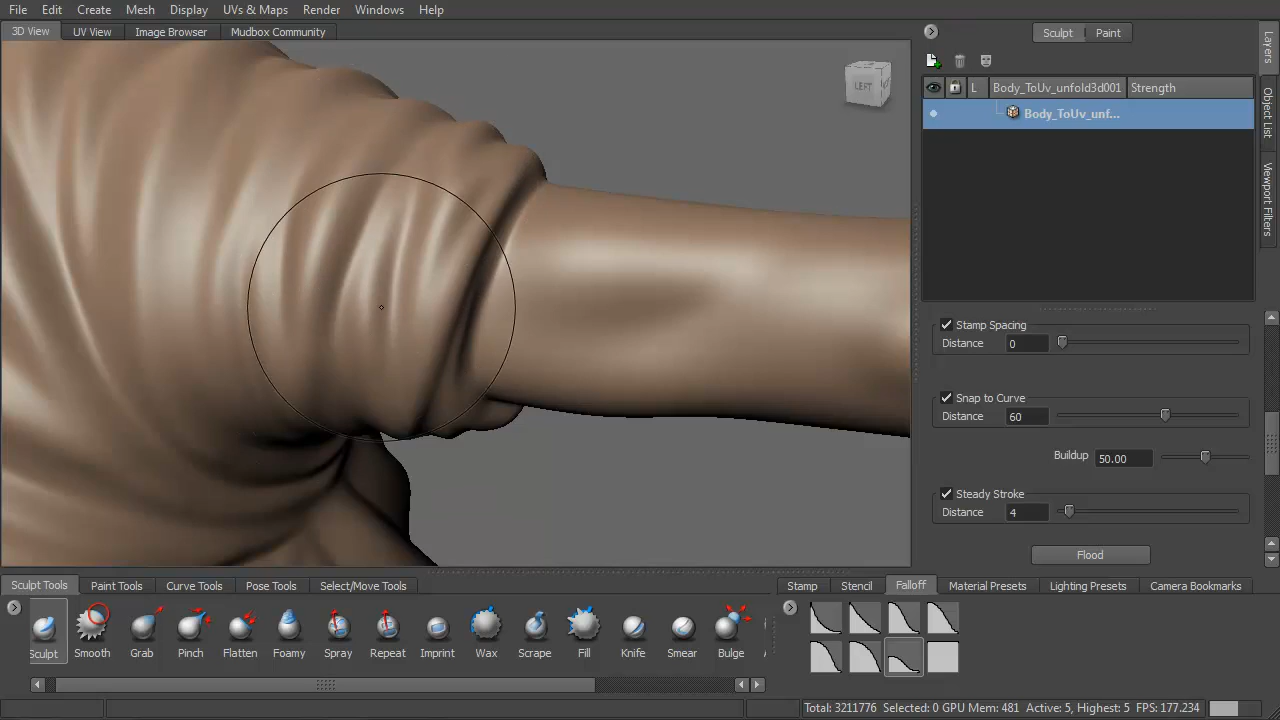 File Edit Create Mesh Display UVs & Maps Render Windows Help
3D View UV View Image Browser Mudbox Community
LEFT
Sculpt Paint
L Body_ToUv_unfold3d001 Strength
Body_ToUv_unf...
Layers
Object List
Viewport Filters
Stamp Spacing
Distance 0
Snap to Curve
Distance 60
Buildup 50.00
Steady Stroke
Distance 4
Flood
Sculpt Tools Paint Tools Curve Tools Pose Tools Select/Move Tools
Stamp Stencil Falloff Material Presets Lighting Presets Camera Bookmarks
Sculpt Smooth Grab Pinch Flatten Foamy Spray Repeat Imprint Wax Scrape Fill Knife Smear Bulge
Total: 3211776 Selected: 0 GPU Mem: 481 Active: 5, Highest: 5 FPS: 177.234